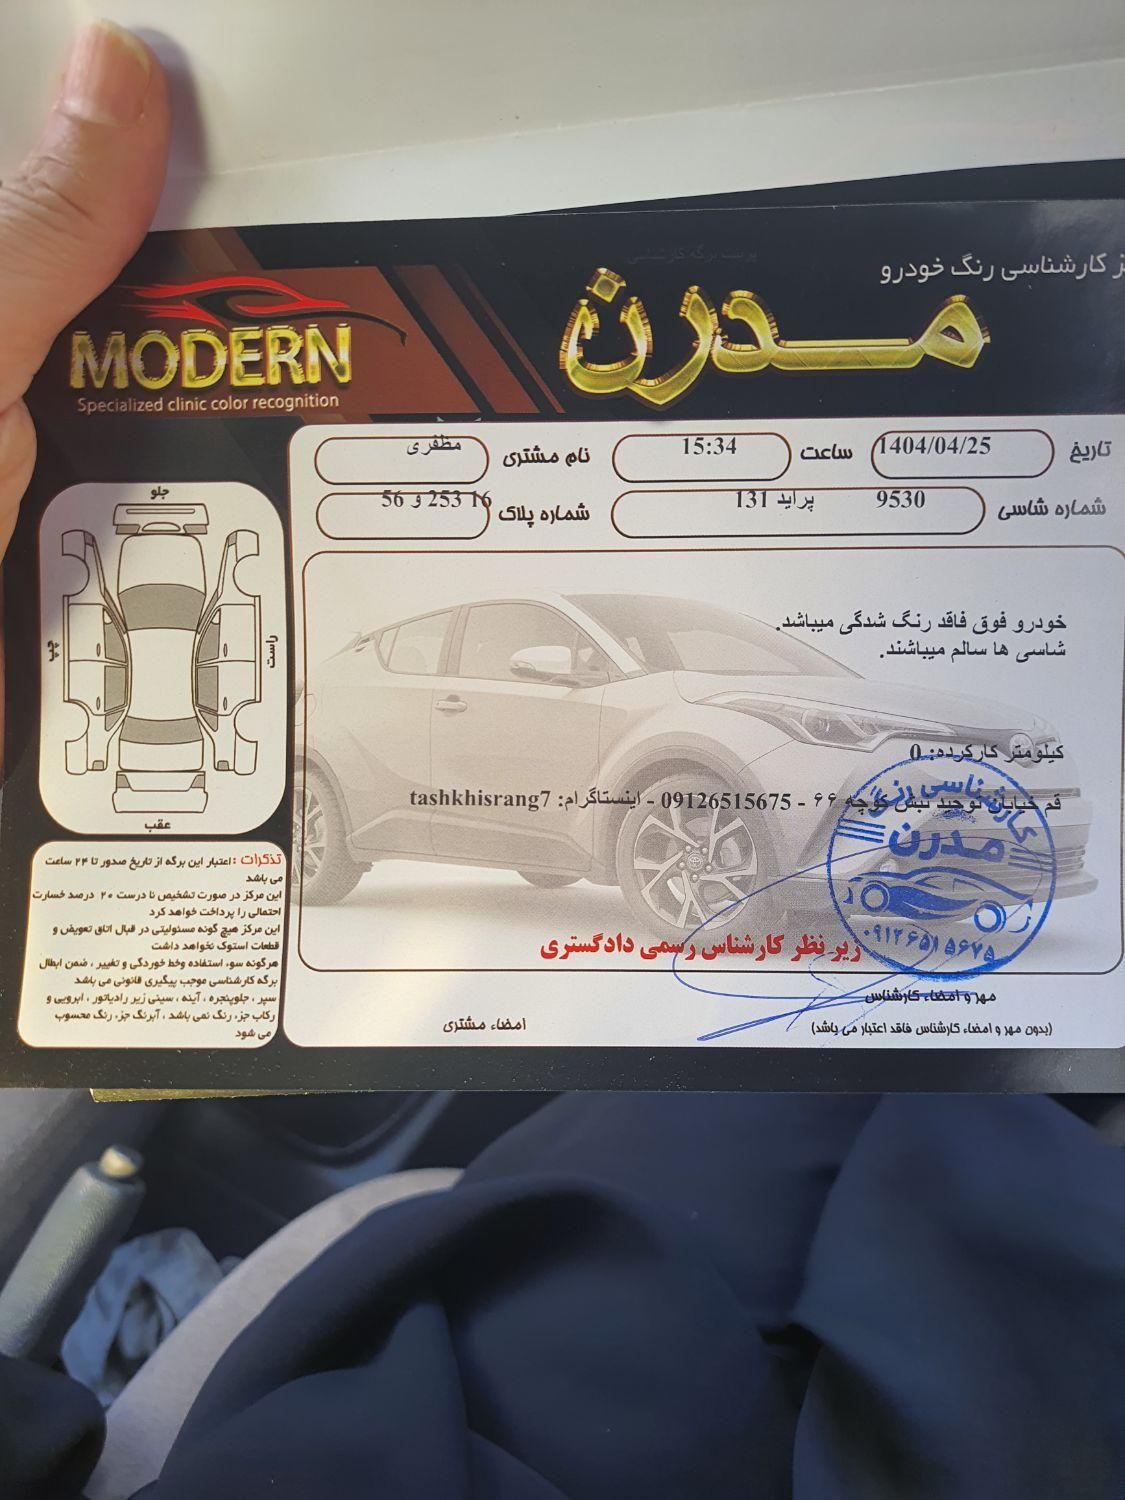 پرینت برگه کارشناسی
کارشناسی رنگ خودرو
مدرن
MODERN
Specialized clinic color recognition
تاریخ 1404/04/25 ساعت 15:34 نام مشتری مظفری
شماره شاسی 9530 پراید 131 شماره پلاک 16 253 و 56
جلو
چپ
راست
عقب
خودرو فوق فاقد رنگ شدگی میباشد.
شاسی ها سالم میباشند.
کیلومتر کارکرده: 0
قم خیابان توحید نبش کوچه ۶۶ - 09126515675 - اینستاگرام: tashkhisrang7
کارشناسی رنگ
مدرن
۰۹۱۲۶۵۱۵۶۷۵
زیر نظر کارشناس رسمی دادگستری
مهر و امضاء کارشناس
امضاء مشتری
(بدون مهر و امضاء کارشناس فاقد اعتبار می باشد)
تذکرات : اعتبار این برگه از تاریخ صدور تا ۲۴ ساعت
می باشد
این مرکز در صورت تشخیص نا درست ۲۰ درصد خسارت
احتمالی را پرداخت خواهد کرد
این مرکز هیچ گونه مسئولیتی در قبال اتاق تعویض و
قطعات استوک نخواهد داشت
هرگونه سوء استفاده وخط خوردگی و تغییر ، ضمن ابطال
برگه کارشناسی موجب پیگیری قانونی می باشد
سپر ، جلوپنجره ، آینه ، سینی زیر رادیاتور ، ابرویی و
رکاب جزء رنگ نمی باشد ، آبرنگ جزء رنگ محسوب
می شود